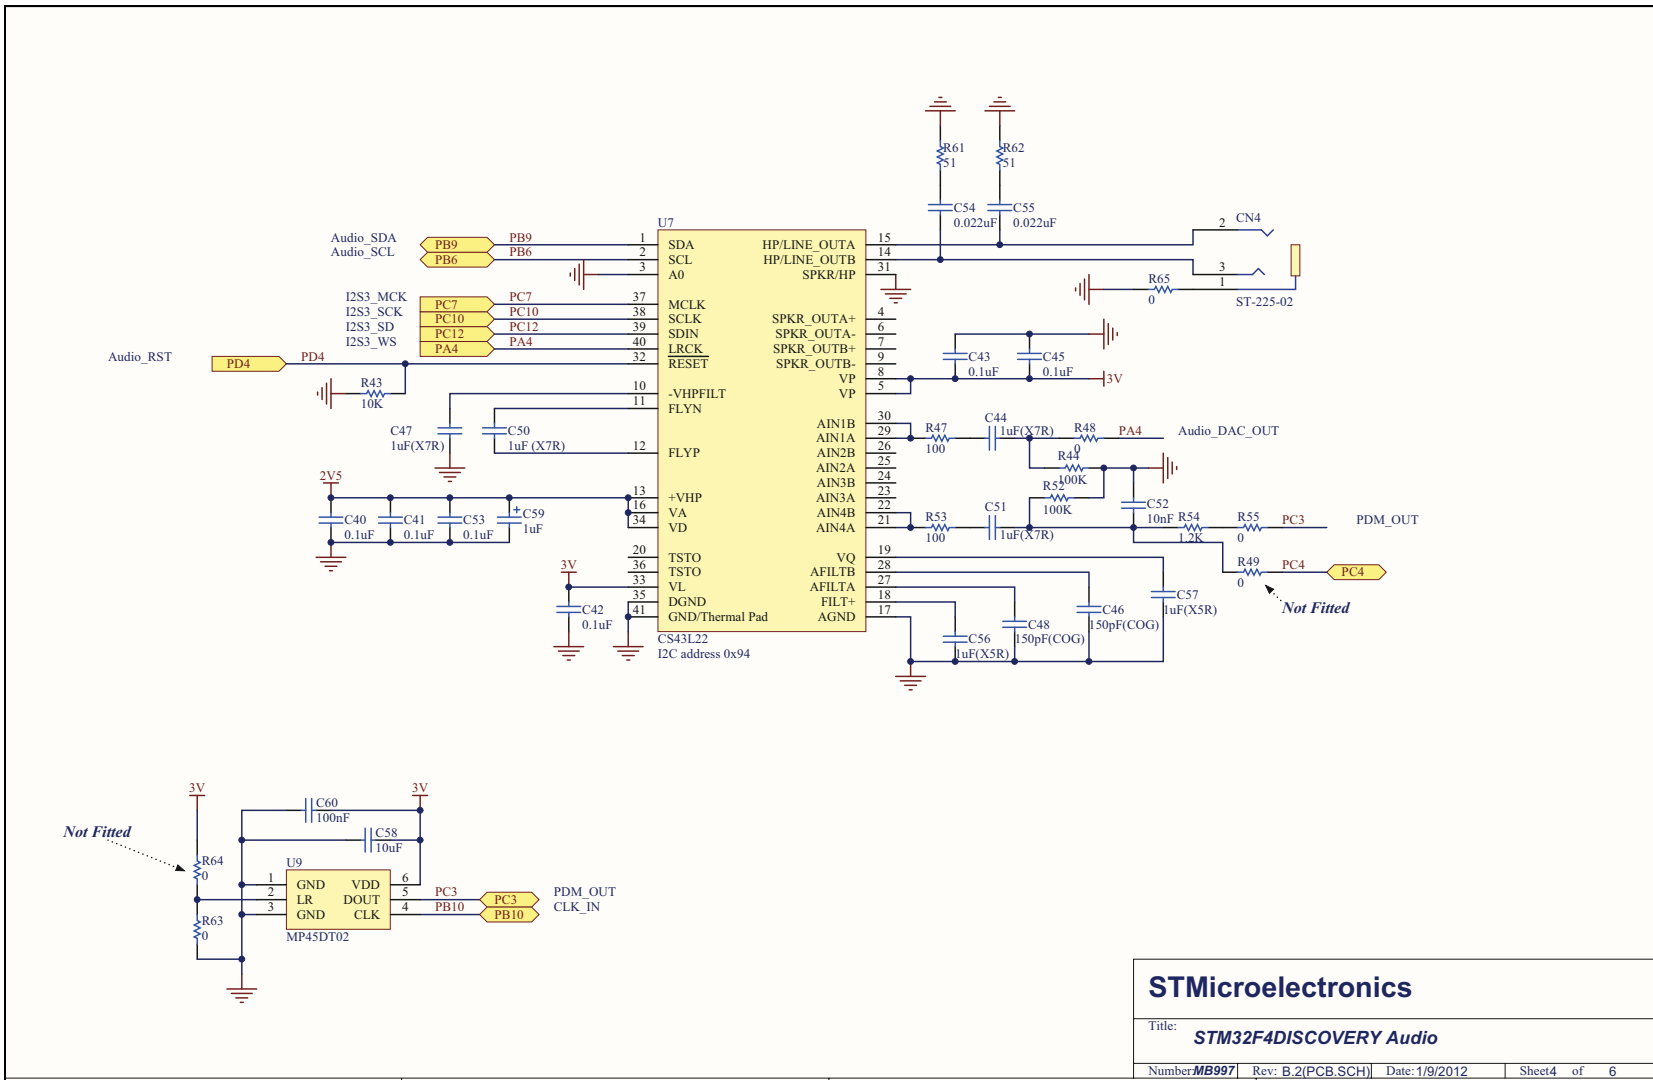 R61
51
R62
51
C54
0.022uF
C55
0.022uF
U7
Audio_SDA PB9 PB9 1 SDA
Audio_SCL PB6 PB6 2 SCL
3 A0
I2S3_MCK PC7 PC7 37 MCLK
I2S3_SCK PC10 PC10 38 SCLK
I2S3_SD PC12 PC12 39 SDIN
I2S3_WS PA4 PA4 40 LRCK
Audio_RST PD4 PD4 32 RESET
R43
10K
10 -VHPFILT
11 FLYN
C47
1uF(X7R)
C50
1uF (X7R)
12 FLYP
2V5
13 +VHP
16 VA
34 VD
C40
0.1uF
C41
0.1uF
C53
0.1uF
+ C59
1uF
20 TSTO
36 TSTO
3V
33 VL
35 DGND
41 GND/Thermal Pad
C42
0.1uF
CS43L22
I2C address 0x94
HP/LINE_OUTA 15
HP/LINE_OUTB 14
SPKR/HP 31
2 CN4
3
1
R65
0
ST-225-02
SPKR_OUTA+ 4
SPKR_OUTA- 6
SPKR_OUTB+ 7
SPKR_OUTB- 9
VP 8
VP 5
C43
0.1uF
C45
0.1uF
3V
AIN1B 30
AIN1A 29
AIN2B 26
AIN2A 25
AIN3B 24
AIN3A 23
AIN4B 22
AIN4A 21
R47
100
C44
1uF(X7R)
R48
0
PA4 Audio_DAC_OUT
R44
100K
R52
100K
C52
10nF
R53
100
C51
1uF(X7R)
R54
1.2K
R55
0
PC3 PDM_OUT
R49
0
PC4 PC4
Not Fitted
VQ 19
AFILTB 28
AFILTA 27
FILT+ 18
AGND 17
C57
1uF(X5R)
C46
150pF(COG)
C48
150pF(COG)
C56
1uF(X5R)
3V
3V
C60
100nF
C58
10uF
Not Fitted
R64
0
R63
0
U9
1 GND VDD 6
2 LR DOUT 5 PC3 PC3 PDM_OUT
3 GND CLK 4 PB10 PB10 CLK_IN
MP45DT02
STMicroelectronics
Title:
STM32F4DISCOVERY Audio
Number:MB997 Rev: B.2(PCB.SCH) Date:1/9/2012 Sheet4 of 6